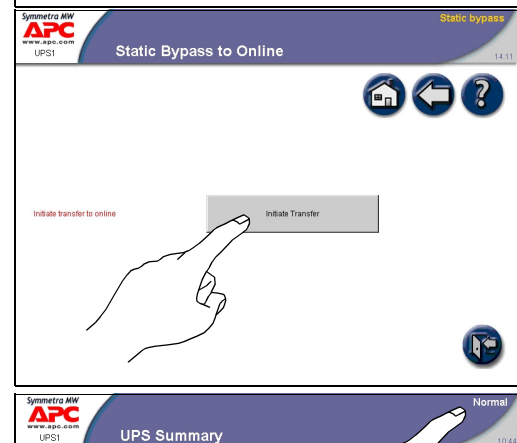 Symmetra MW
APC
www.apc.com
UPS1
Static Bypass to Online
Static bypass
14:11
?
Initiate transfer to online
Initiate Transfer
Symmetra MW
APC
www.apc.com
UPS1
UPS Summary
Normal
10:44